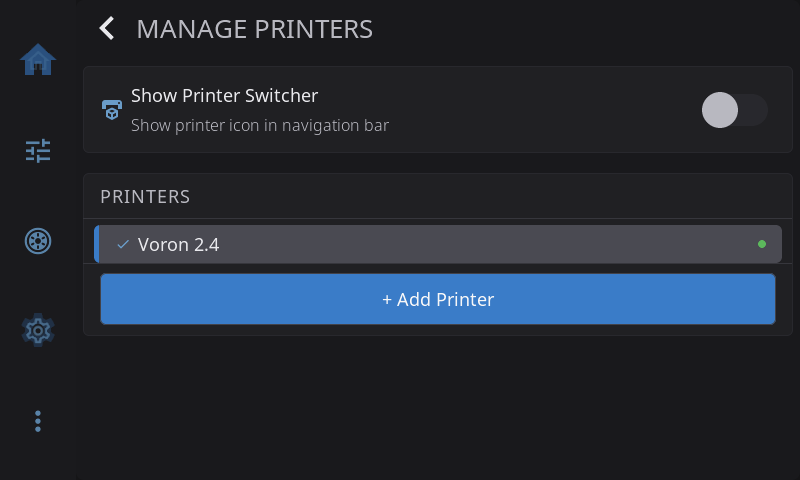 MANAGE PRINTERS
Show Printer Switcher
Show printer icon in navigation bar
PRINTERS
Voron 2.4
+ Add Printer